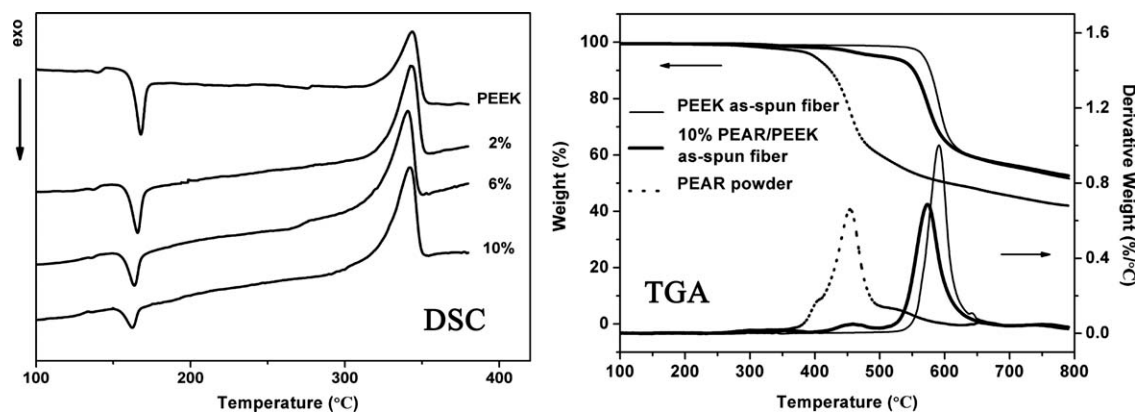 exo
PEEK
2%
6%
10%
DSC
100
200
300
400
Temperature (°C)
Weight (%)
100
80
60
40
20
0
PEEK as-spun fiber
10% PEAR/PEEK
as-spun fiber
PEAR powder
TGA
1.6
1.2
0.8
0.4
0.0
Derivative Weight (%/°C)
100
200
300
400
500
600
700
800
Temperature (°C)